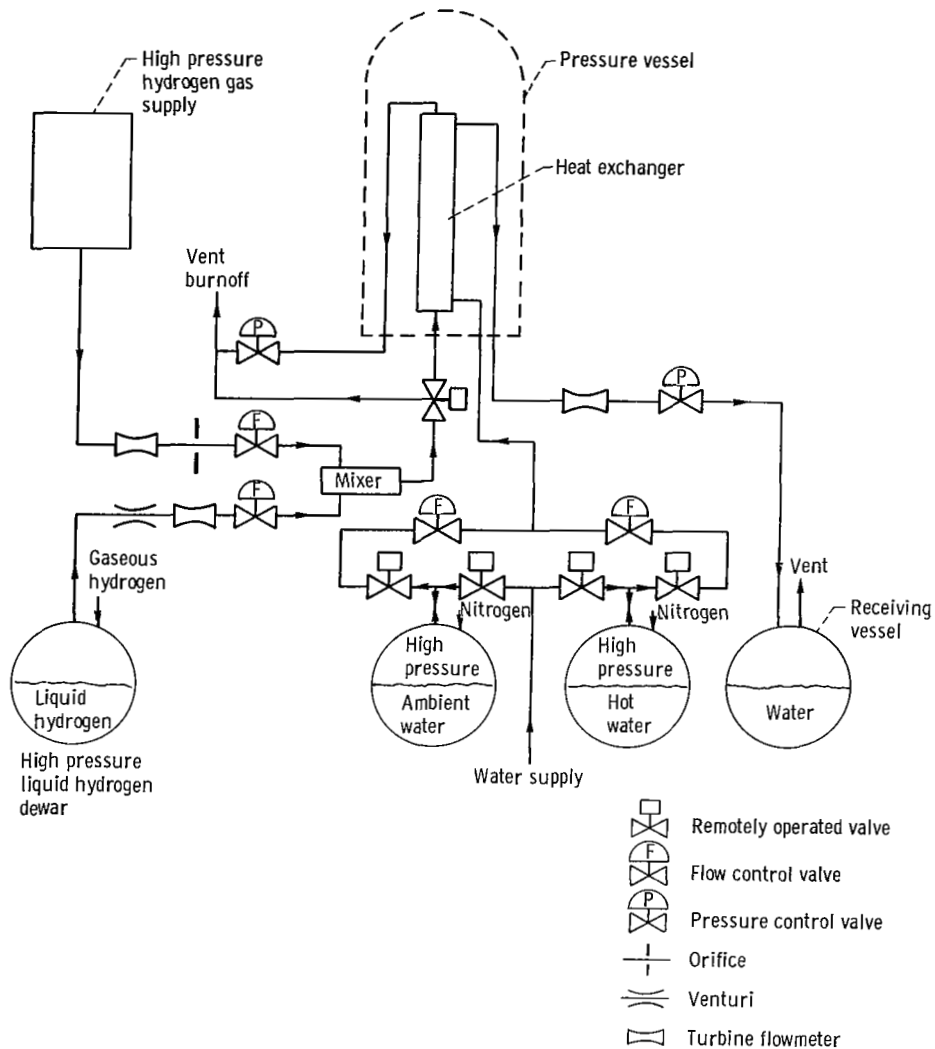 High pressure
hydrogen gas
supply
Pressure vessel
Heat exchanger
Vent
burnoff
P
P
F
Mixer
F
F
F
Gaseous
hydrogen
Nitrogen
Nitrogen
Vent
Receiving
vessel
High
pressure
Ambient
water
High
pressure
Hot
water
Liquid
hydrogen
Water
High pressure
liquid hydrogen
dewar
Water supply
Remotely operated valve
F
Flow control valve
P
Pressure control valve
Orifice
Venturi
Turbine flowmeter